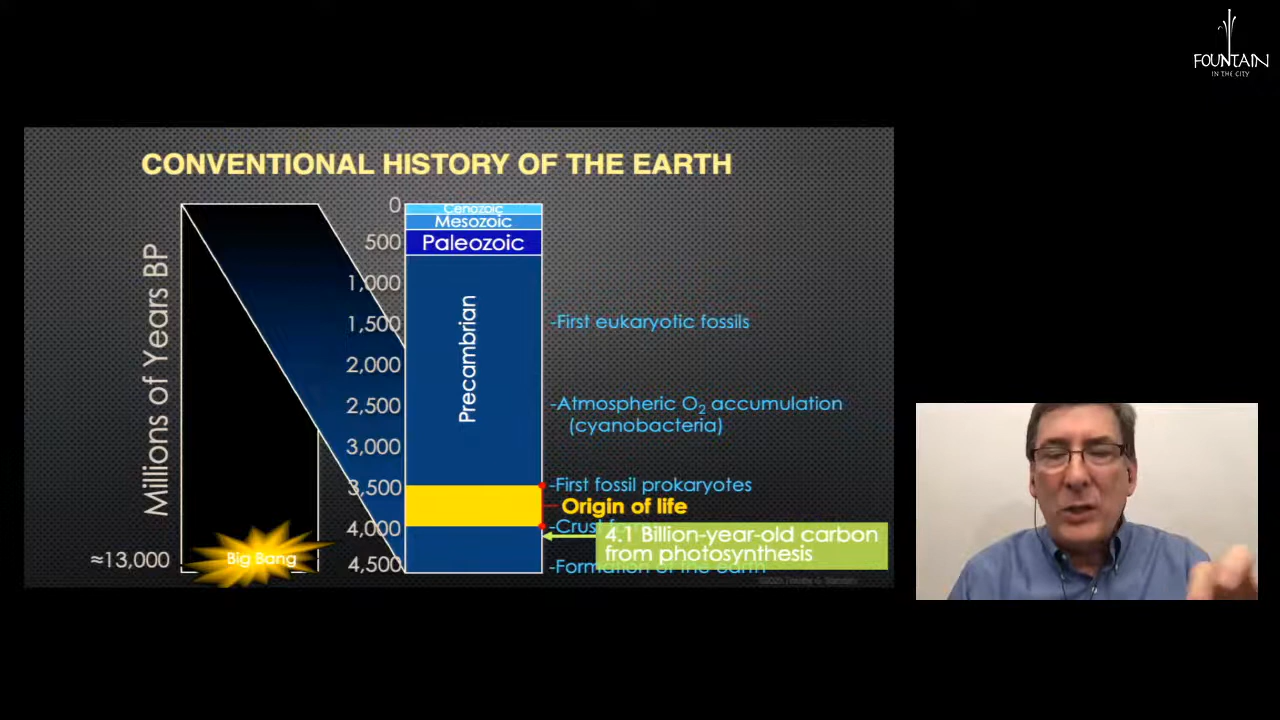 FOUNTAIN
IN THE CITY
CONVENTIONAL HISTORY OF THE EARTH
Millions of Years BP
0
500
1,000
1,500
2,000
2,500
3,000
3,500
4,000
4,500
≈13,000
Big Bang
Cenozoic
Mesozoic
Paleozoic
Precambrian
-First eukaryotic fossils
-Atmospheric O₂ accumulation
(cyanobacteria)
-First fossil prokaryotes
Origin of life
-Crust
4.1 Billion-year-old carbon
from photosynthesis
-Formation of the earth